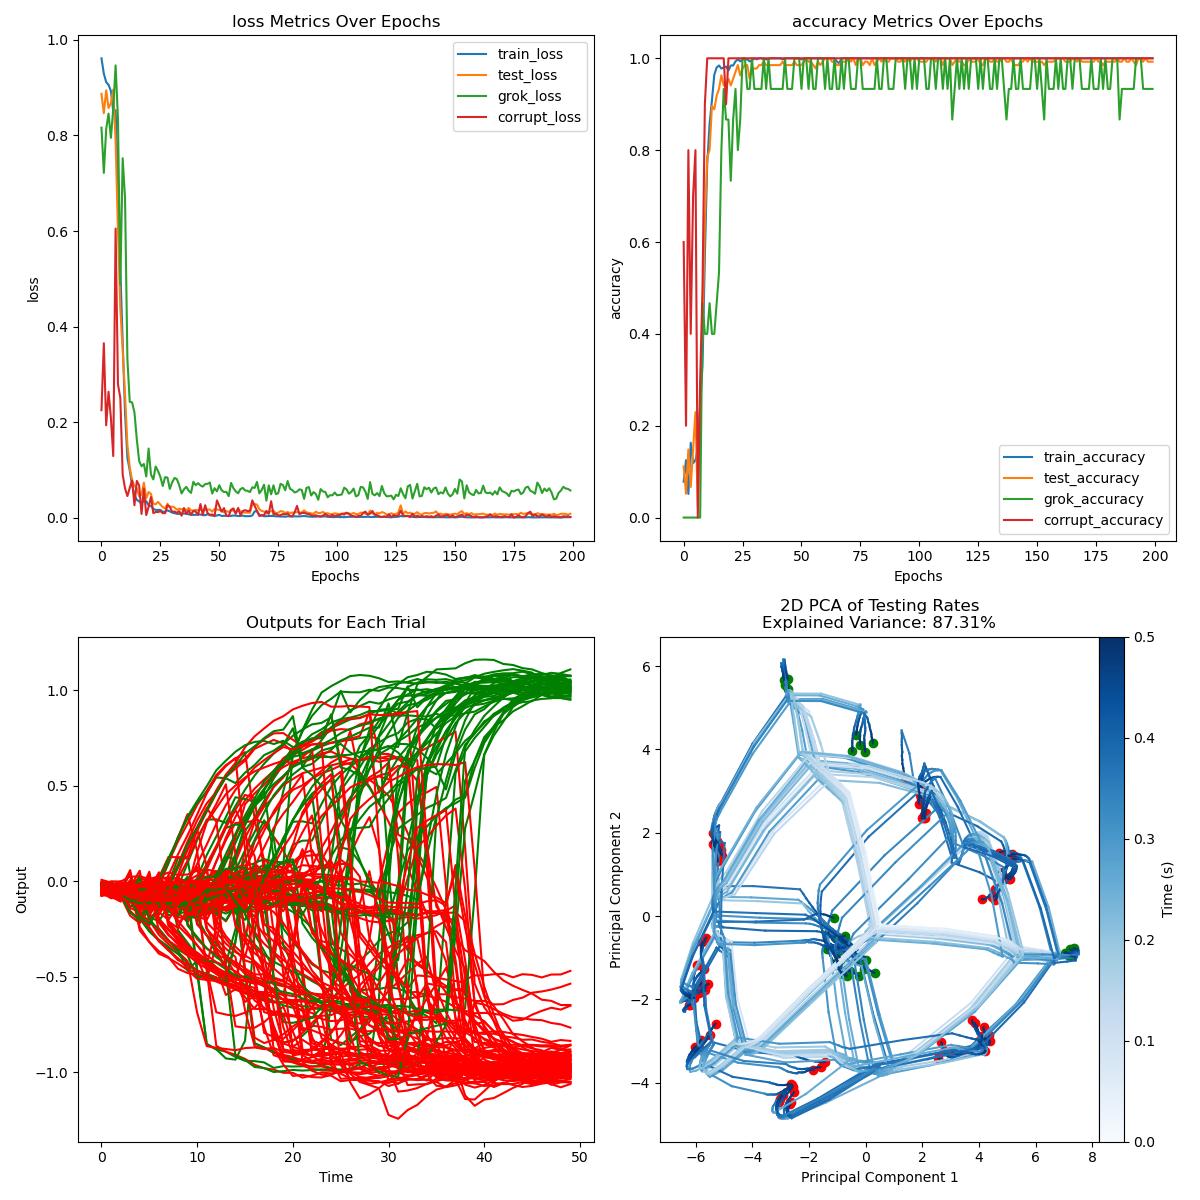 loss Metrics Over Epochs
1.0
0.8
0.6
0.4
0.2
0.0
loss
0
25
50
75
100
125
150
175
200
Epochs
train_loss
test_loss
grok_loss
corrupt_loss
accuracy Metrics Over Epochs
1.0
0.8
0.6
0.4
0.2
0.0
accuracy
0
25
50
75
100
125
150
175
200
Epochs
train_accuracy
test_accuracy
grok_accuracy
corrupt_accuracy
Outputs for Each Trial
1.0
0.5
0.0
−0.5
−1.0
Output
0
10
20
30
40
50
Time
2D PCA of Testing Rates
Explained Variance: 87.31%
6
4
2
0
−2
−4
Principal Component 2
−6
−4
−2
0
2
4
6
8
Principal Component 1
0.5
0.4
0.3
0.2
0.1
0.0
Time (s)